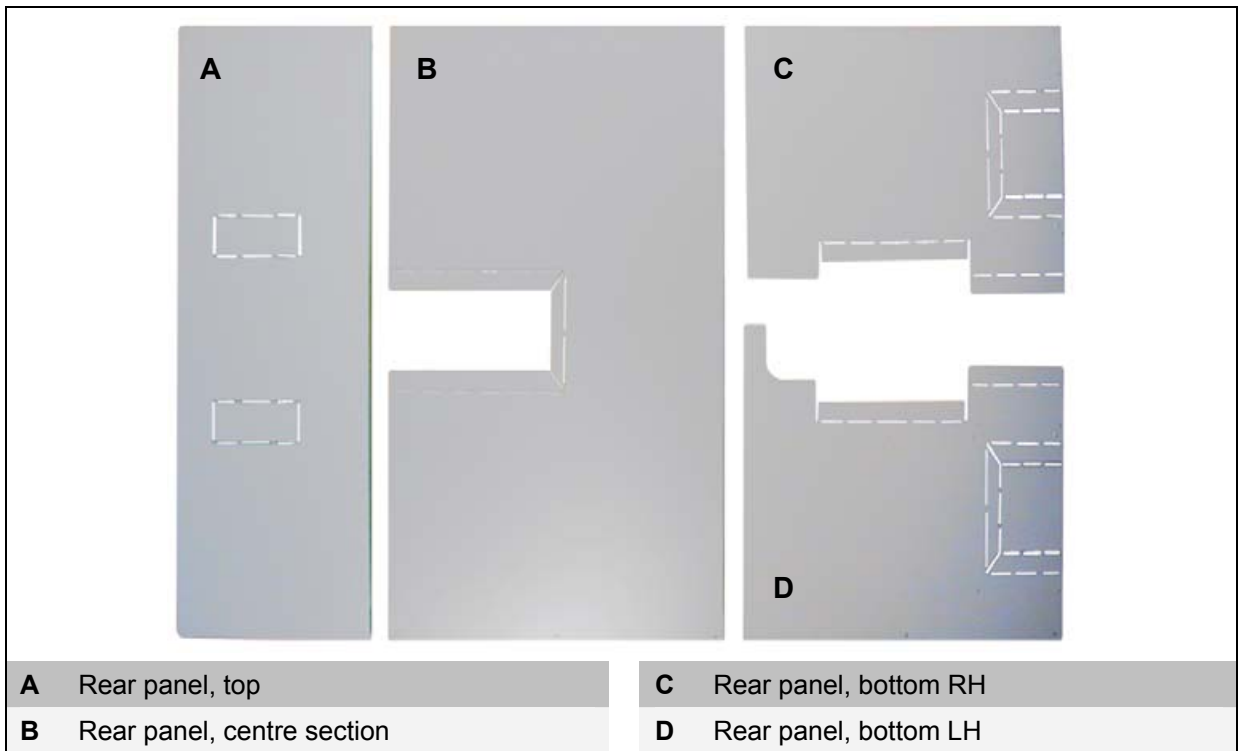 A
B
C
D
A Rear panel, top
C Rear panel, bottom RH
B Rear panel, centre section
D Rear panel, bottom LH